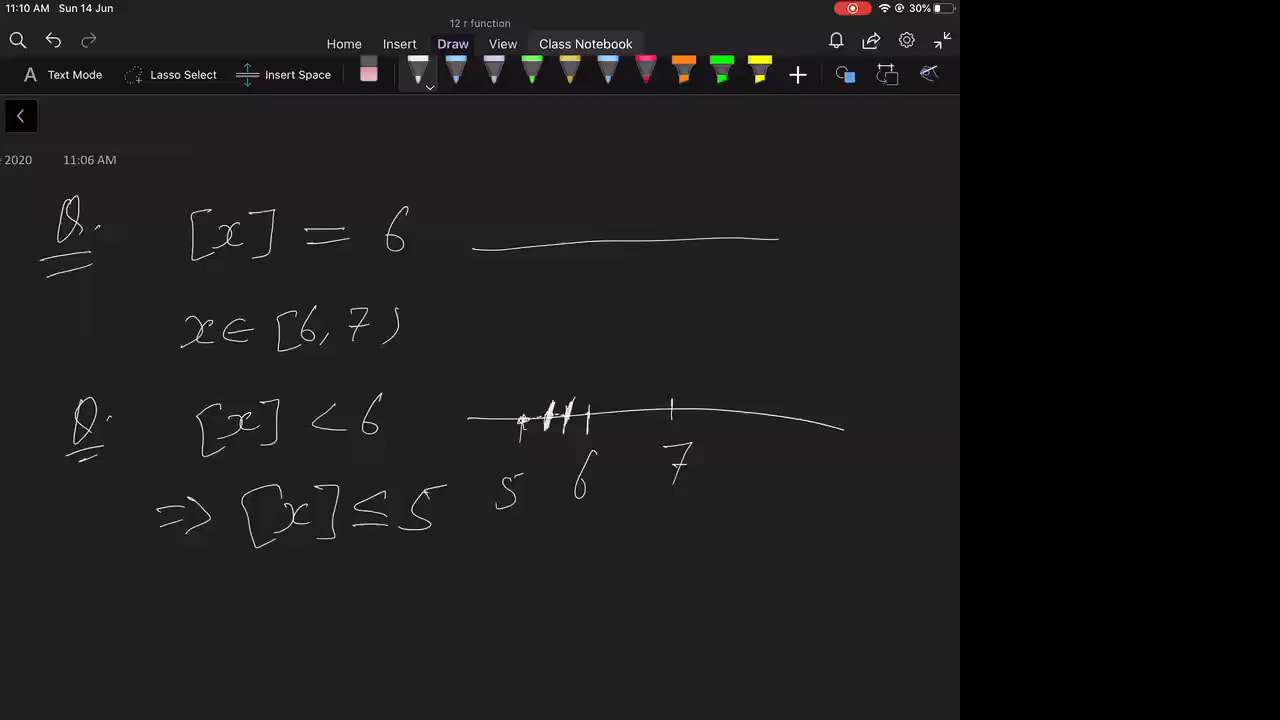 11:10 AM Sun 14 Jun
30%
12 r function
Home Insert Draw View Class Notebook
Text Mode Lasso Select Insert Space
2020 11:06 AM
Q. [x] = 6
x ∈ [6, 7)
Q. [x] < 6
5 6 7
⇒ [x] ≤ 5